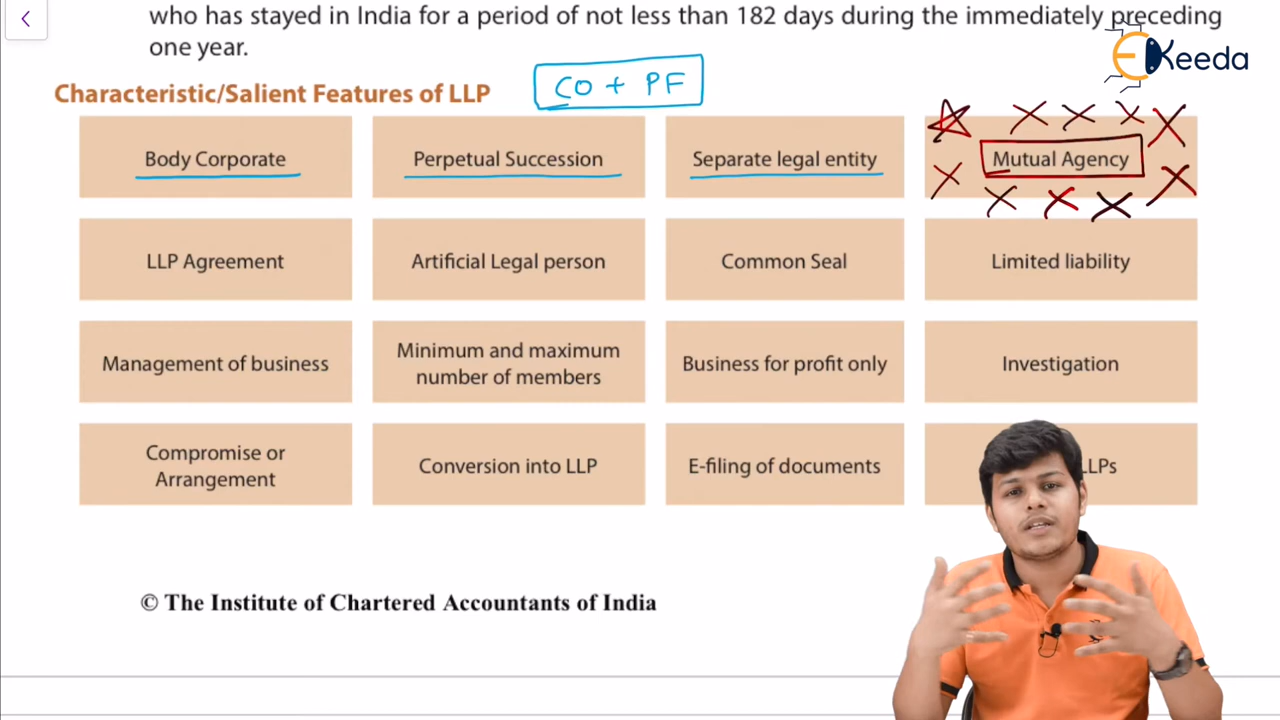 who has stayed in India for a period of not less than 182 days during the immediately preceding
one year.
EKeeda
Characteristic/Salient Features of LLP
CO + PF
Body Corporate
Perpetual Succession
Separate legal entity
Mutual Agency
LLP Agreement
Artificial Legal person
Common Seal
Limited liability
Management of business
Minimum and maximum
number of members
Business for profit only
Investigation
Compromise or
Arrangement
Conversion into LLP
E-filing of documents
LLPs
© The Institute of Chartered Accountants of India